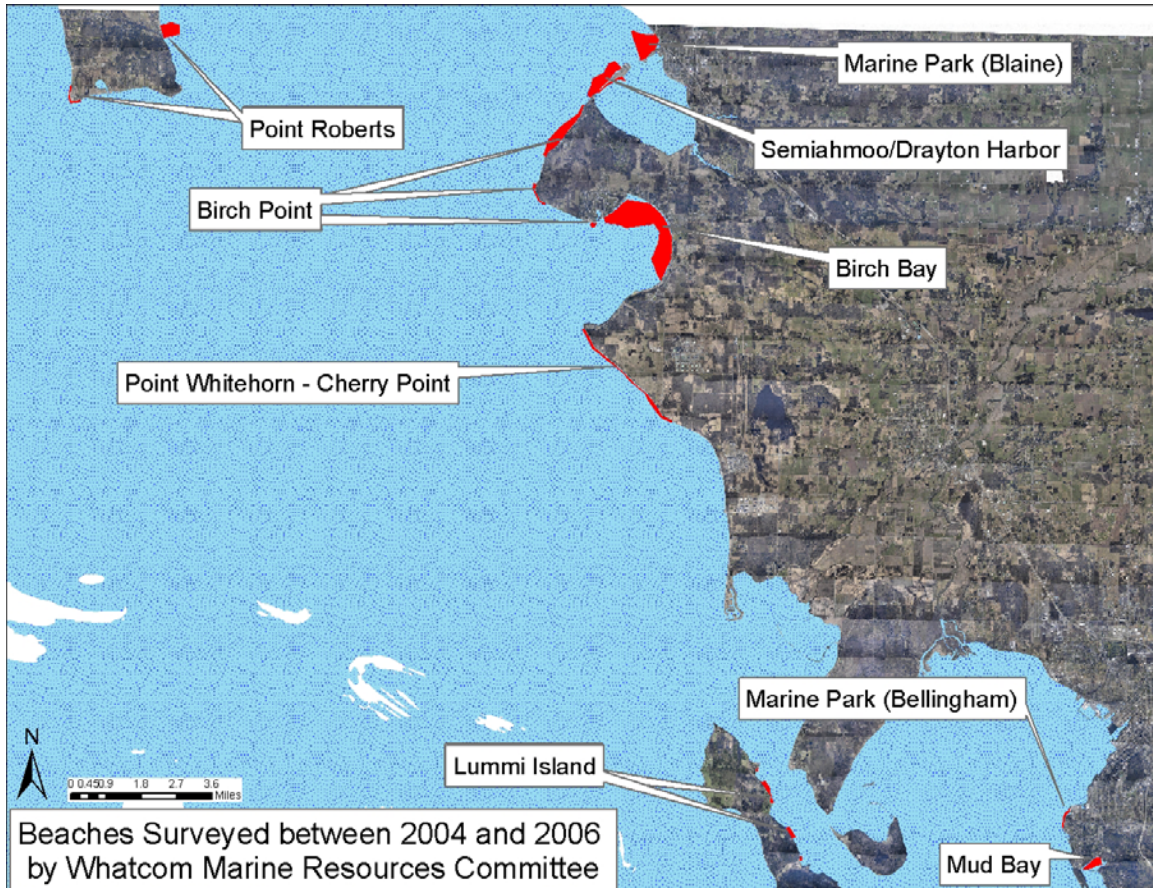 Marine Park (Blaine)
Point Roberts
Semiahmoo/Drayton Harbor
Birch Point
Birch Bay
Point Whitehorn - Cherry Point
Marine Park (Bellingham)
Lummi Island
N
0 0.450.9 1.8 2.7 3.6
Miles
Mud Bay
Beaches Surveyed between 2004 and 2006
by Whatcom Marine Resources Committee